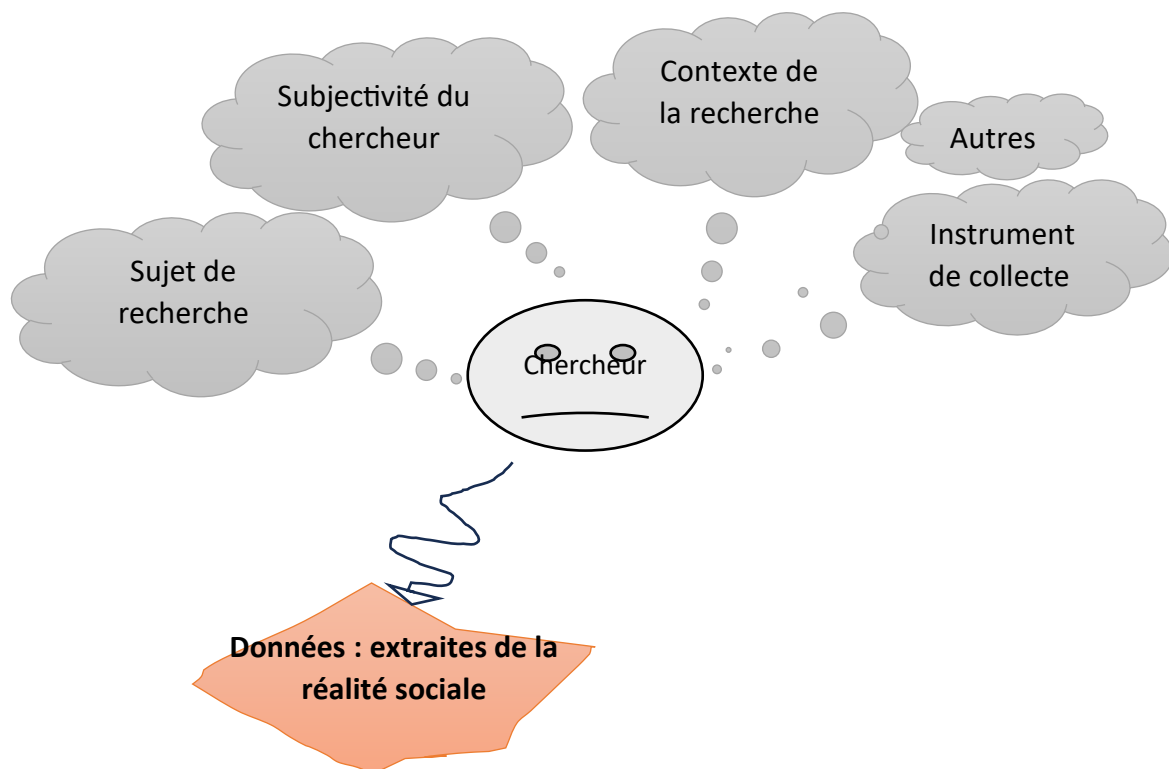 Subjectivité du
chercheur
Contexte de
la recherche
Autres
Sujet de
recherche
Instrument
de collecte
Chercheur
Données : extraites de la
réalité sociale